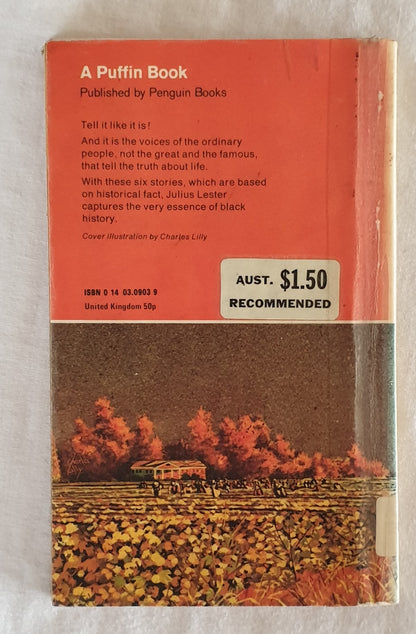 A Puffin Book
Published by Penguin Books
Tell it like it is!
And it is the voices of the ordinary
people, not the great and the famous,
that tell the truth about life.
With these six stories, which are based
on historical fact, Julius Lester
captures the very essence of black
history.
Cover illustration by Charles Lilly
ISBN 0 14 03.0903 9
United Kingdom 50p
AUST. $1.50
RECOMMENDED